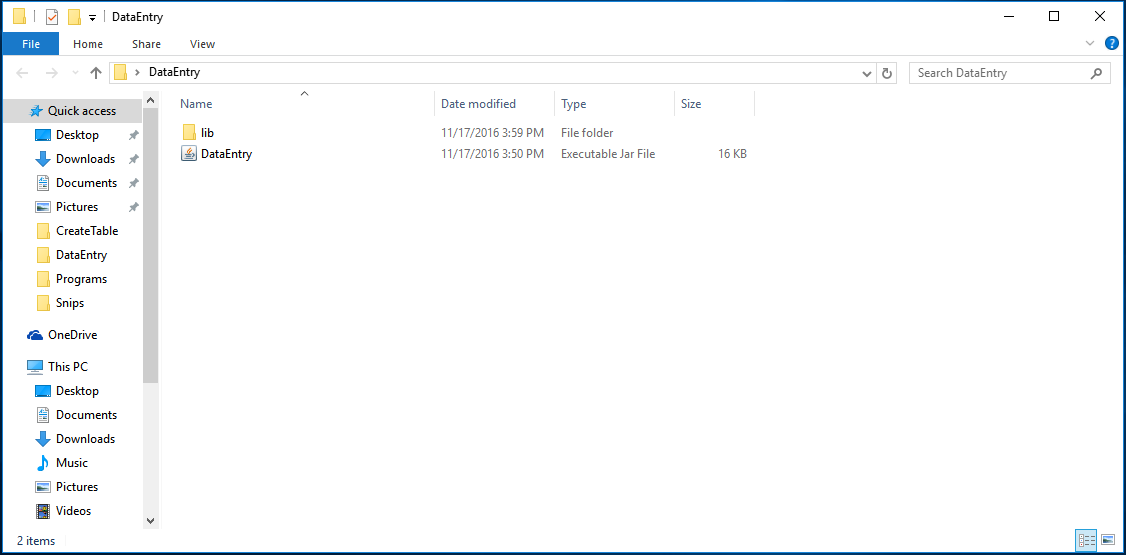 DataEntry
File Home Share View
DataEntry Search DataEntry
Name Date modified Type Size
lib 11/17/2016 3:59 PM File folder
DataEntry 11/17/2016 3:50 PM Executable Jar File 16 KB
Quick access
Desktop
Downloads
Documents
Pictures
CreateTable
DataEntry
Programs
Snips
OneDrive
This PC
Desktop
Documents
Downloads
Music
Pictures
Videos
2 items